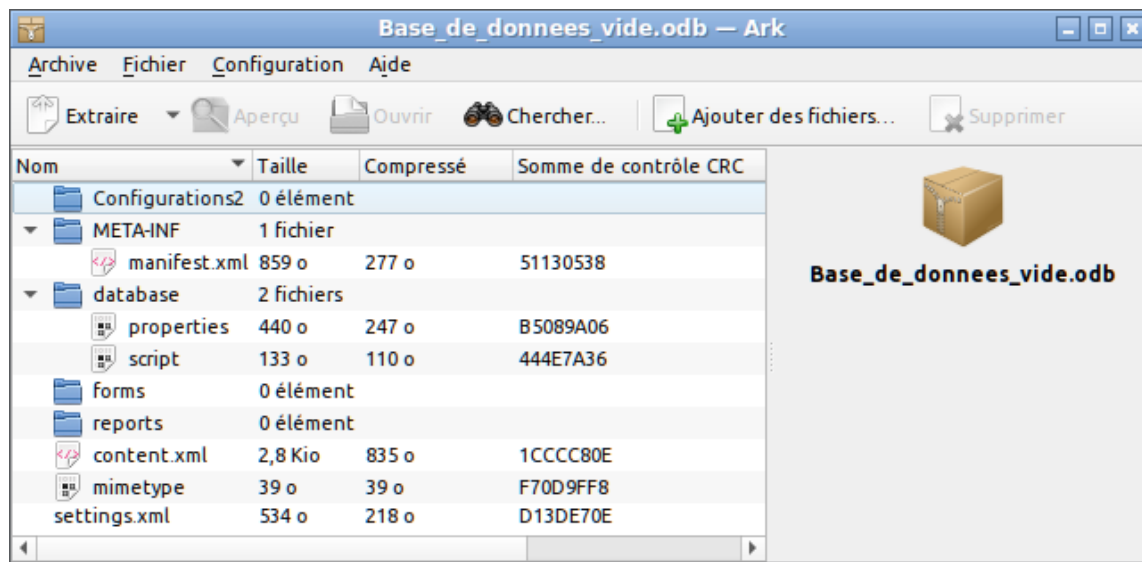 Base_de_donnees_vide.odb — Ark
Archive Fichier Configuration Aide
Extraire Aperçu Ouvrir Chercher... Ajouter des fichiers... Supprimer
Nom Taille Compressé Somme de contrôle CRC
Configurations2 0 élément
META-INF 1 fichier
manifest.xml 859 o 277 o 51130538
database 2 fichiers
properties 440 o 247 o B5089A06
script 133 o 110 o 444E7A36
forms 0 élément
reports 0 élément
content.xml 2,8 Kio 835 o 1CCCC80E
mimetype 39 o 39 o F70D9FF8
settings.xml 534 o 218 o D13DE70E
Base_de_donnees_vide.odb